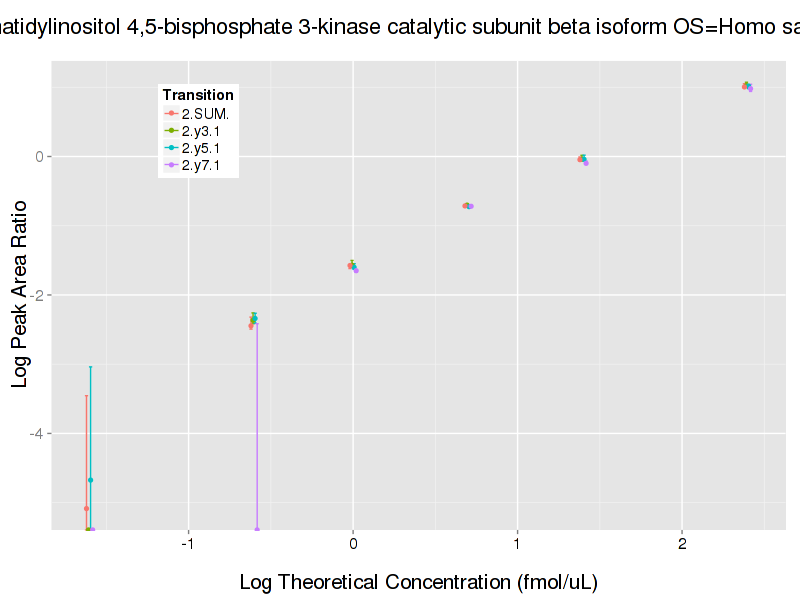 natidylinositol 4,5-bisphosphate 3-kinase catalytic subunit beta isoform OS=Homo sa
Transition
2.SUM.
2.y3.1
2.y5.1
2.y7.1
Log Peak Area Ratio
0
-2
-4
-1
0
1
2
Log Theoretical Concentration (fmol/uL)